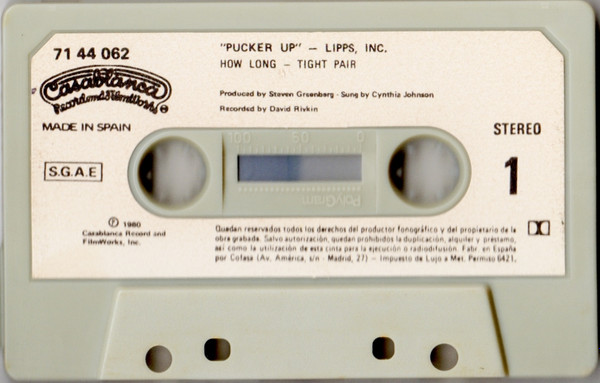 71 44 062
"PUCKER UP" — LIPPS, INC.
HOW LONG – TIGHT PAIR
Casablanca
Record and FilmWorks
Produced by Steven Greenberg - Sung by Cynthia Johnson
Recorded by David Rivkin
MADE IN SPAIN
100 50 0
STEREO
S.G.A.E
1
PolyGram
Ⓟ 1980
Casablanca Record and
FilmWorks, Inc.
Quedan reservados todos los derechos del productor fonográfico y del propietario de la
obra grabada. Salvo autorización, quedan prohibidos la duplicación, alquiler y préstamo,
así como la utilización de esta cinta para la ejecución o radiodifusión. Fabr. en España
por Cofasa (Av. América, s/n - Madrid, 27) — Impuesto de Lujo a Met. Permiso 6421.